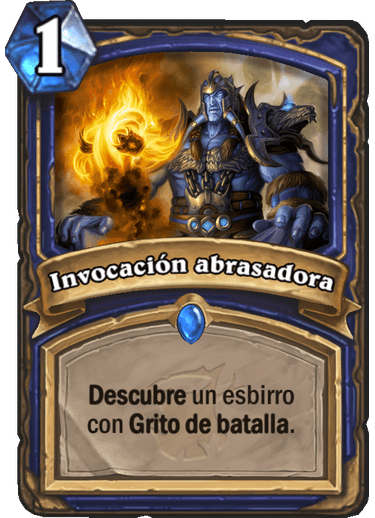 1
Invocación abrasadora
Descubre un esbirro
con Grito de batalla.